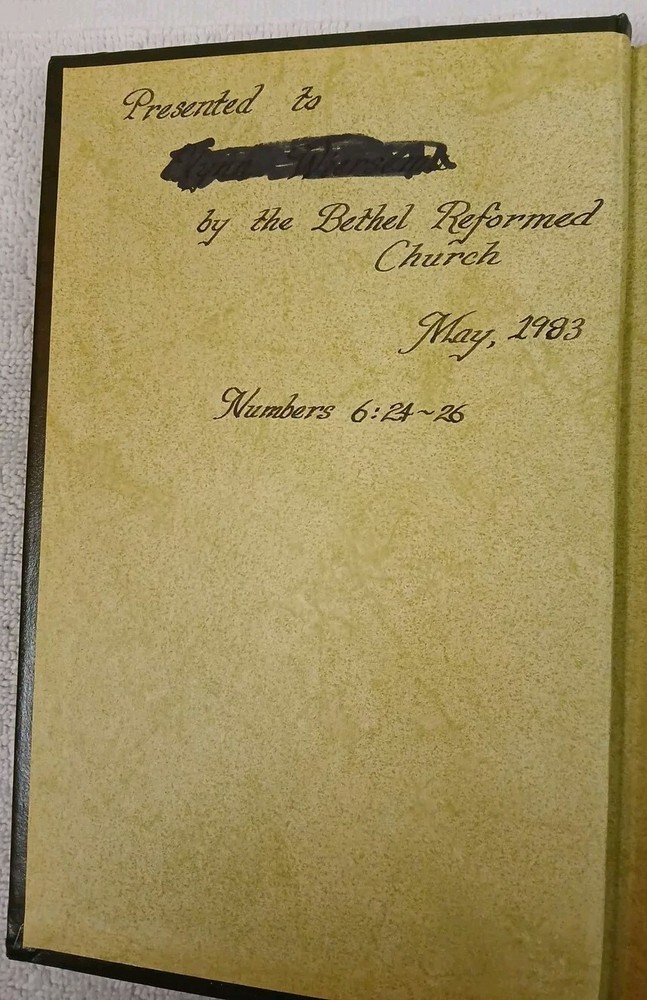 Presented to
by the Bethel Reformed
Church
May, 1983
Numbers 6:24~26